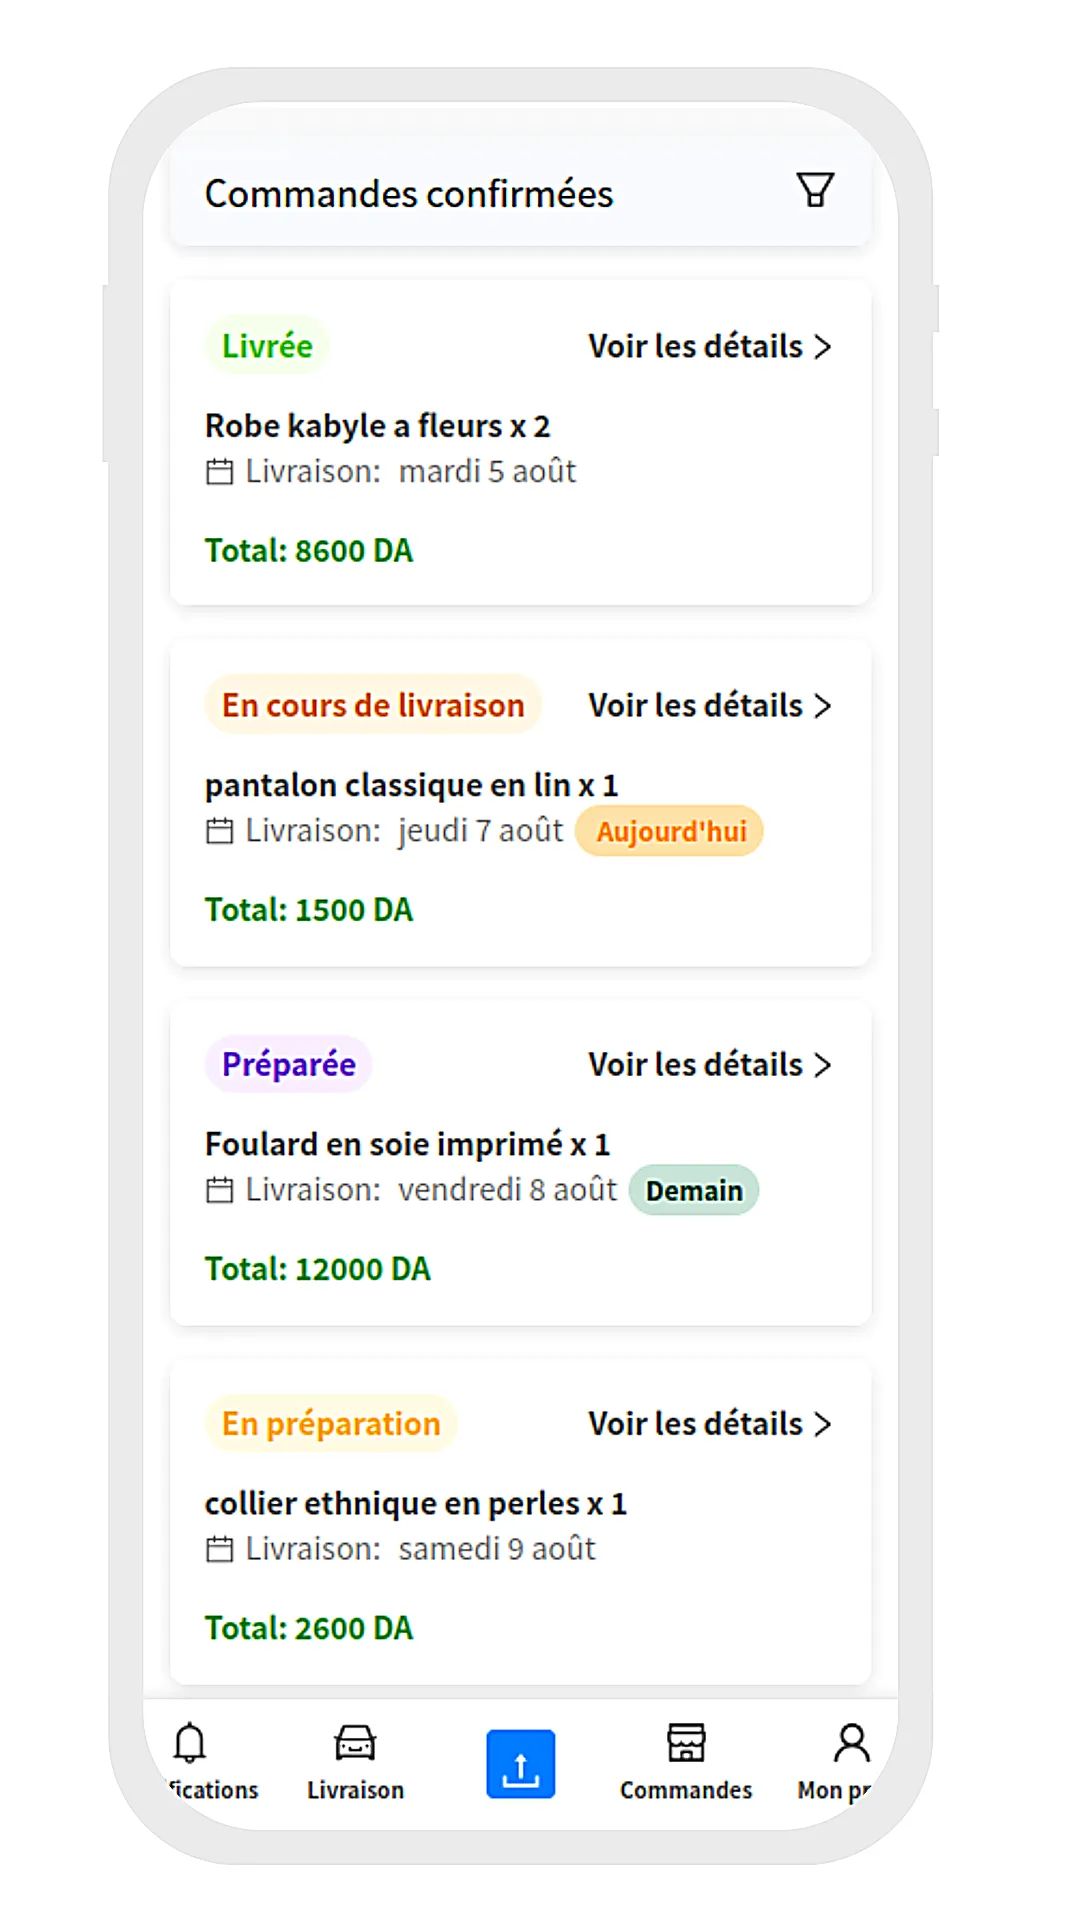 Commandes confirmées
Livrée
Voir les détails
Robe kabyle a fleurs x 2
Livraison: mardi 5 août
Total: 8600 DA
En cours de livraison
Voir les détails
pantalon classique en lin x 1
Livraison: jeudi 7 août Aujourd'hui
Total: 1500 DA
Préparée
Voir les détails
Foulard en soie imprimé x 1
Livraison: vendredi 8 août Demain
Total: 12000 DA
En préparation
Voir les détails
collier ethnique en perles x 1
Livraison: samedi 9 août
Total: 2600 DA
fications Livraison Commandes Mon pr